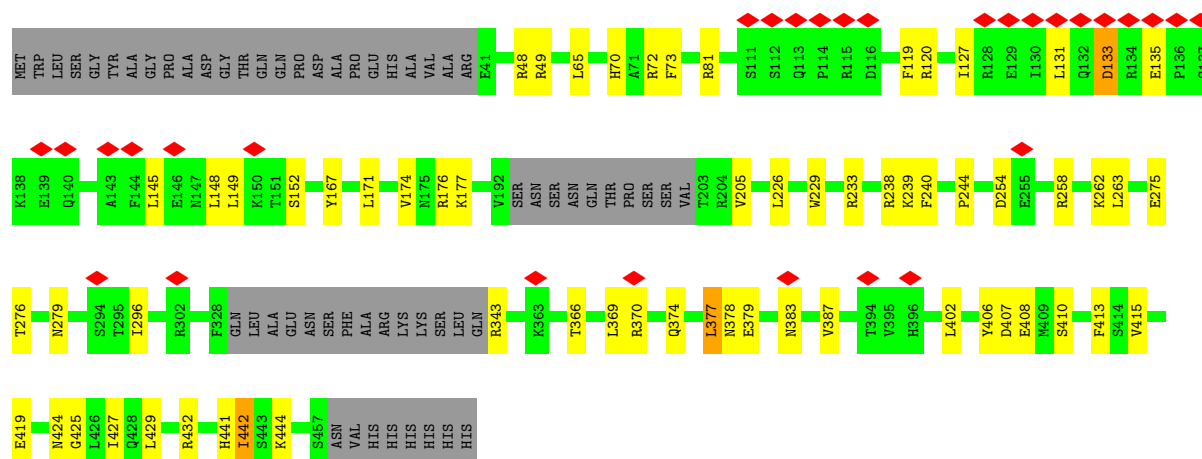 MET TRP LEU SER GLY TYR ALA GLY PRO ALA ASP GLY THR GLN GLN PRO ASP ALA PRO GLU HIS ALA VAL ALA ARG E41 R48 R49 L65 H70 A71 R72 F73 R81 S111 S112 Q113 P114 R115 D116 F119 R120 I127 R128 E129 I130 L131 Q132 D133 R134 E135 P136
K138 E139 Q140 A143 F144 L145 E146 N147 L148 L149 K150 T151 S152 Y167 L171 V174 N175 R176 K177 V192 SER ASN SER SER ASN GLN THR PRO SER SER VAL T203 R204 V205 L226 W229 R233 R238 K239 F240 P244 D254 E255 R258 K262 L263 E275
T276 N279 S294 T295 I296 R302 F328 GLN LEU ALA GLU ASN SER PHE ALA ARG LYS LYS SER LEU GLN R343 K363 T366 L369 R370 Q374 L377 N378 E379 N383 V387 T394 V395 H396 L402 Y406 D407 E408 M409 S410 F413 S414 V415
E419 N424 G425 L426 I427 Q428 L429 R432 H441 I442 S443 K444 S457 ASN VAL HIS HIS HIS HIS HIS HIS